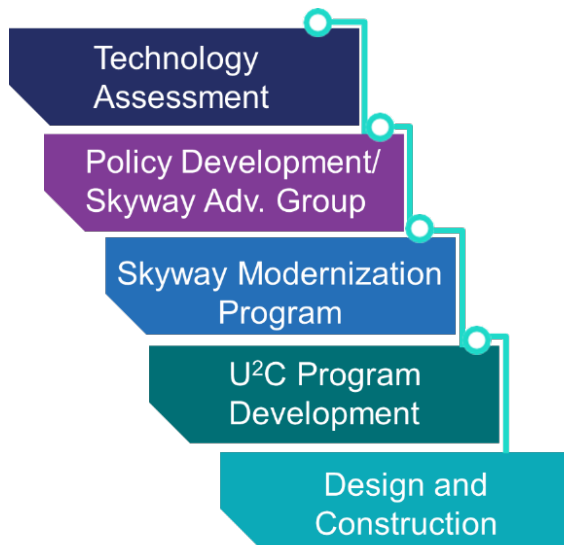 Technology
Assessment
Policy Development/
Skyway Adv. Group
Skyway Modernization
Program
U²C Program
Development
Design and
Construction